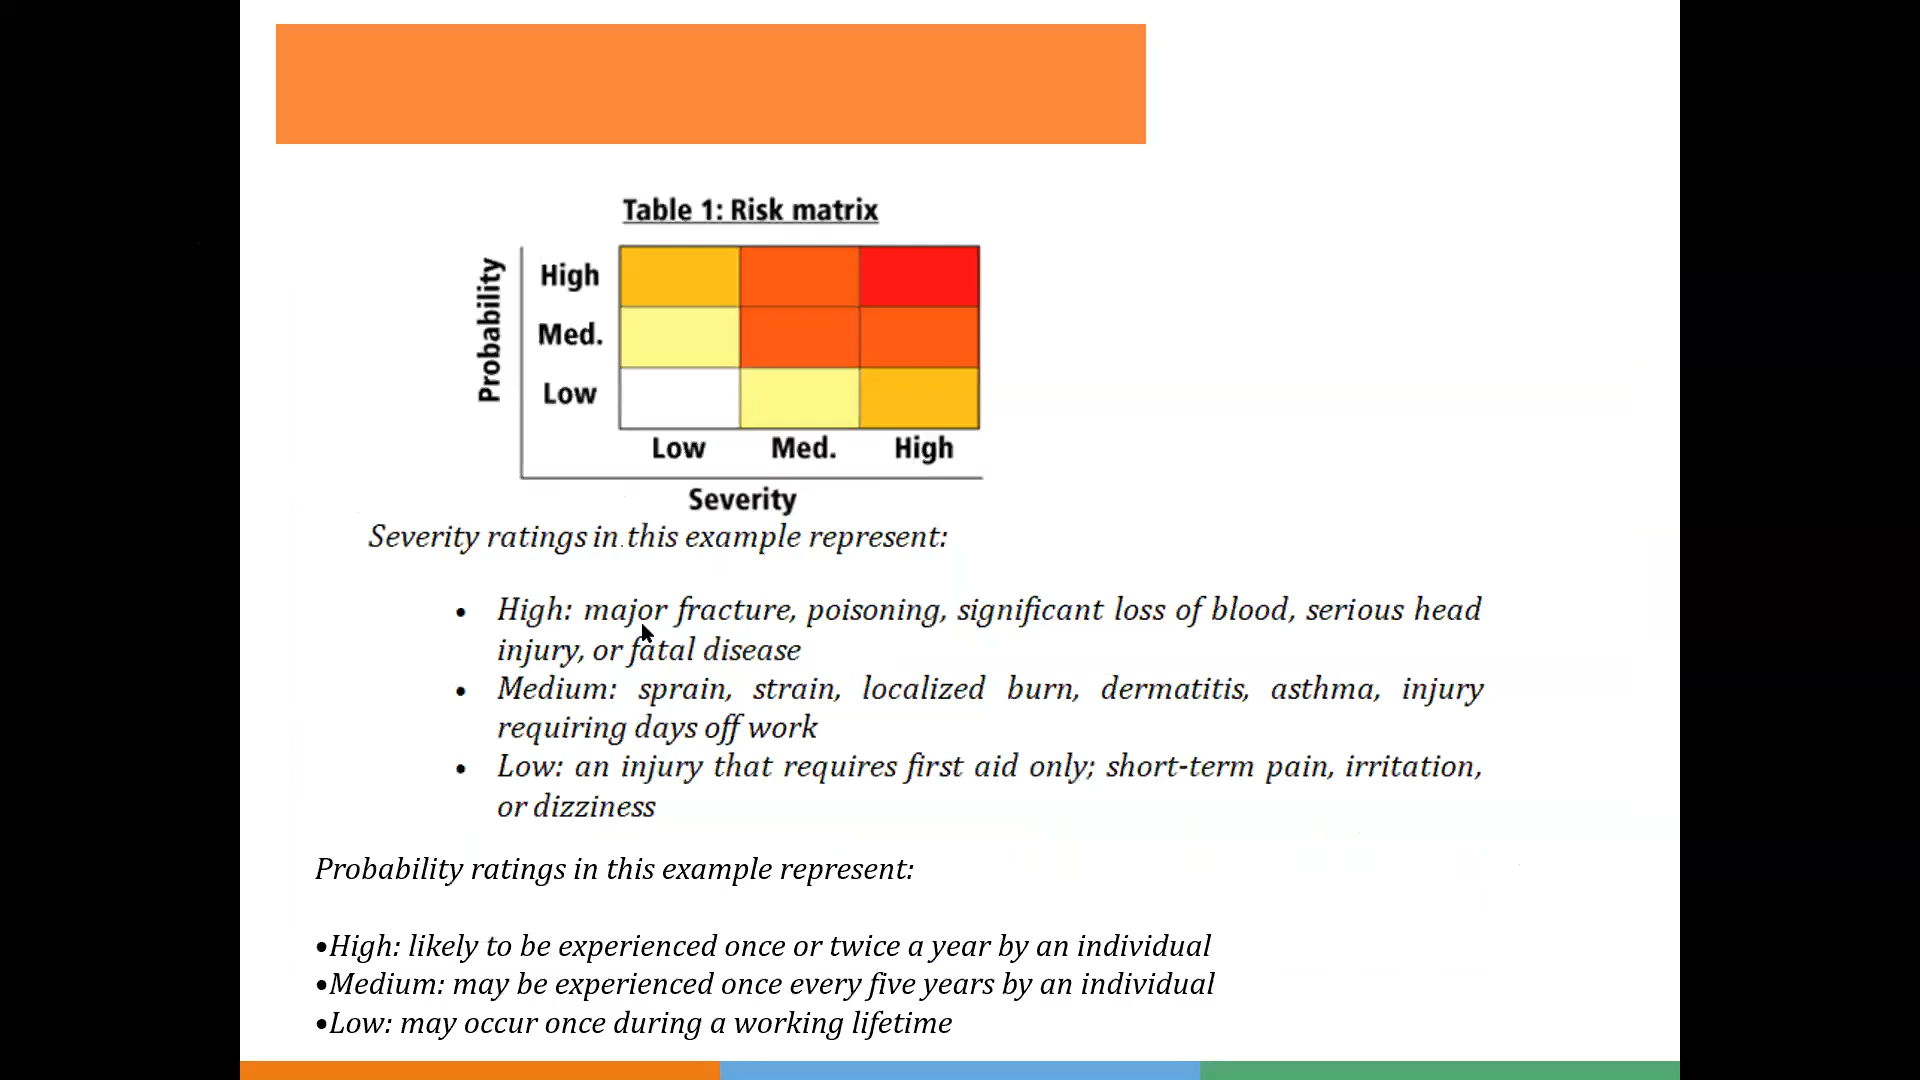 Table 1: Risk matrix
Probability
High
Med.
Low
Low Med. High
Severity
Severity ratings in this example represent:
• High: major fracture, poisoning, significant loss of blood, serious head
injury, or fatal disease
• Medium: sprain, strain, localized burn, dermatitis, asthma, injury
requiring days off work
• Low: an injury that requires first aid only; short-term pain, irritation,
or dizziness
Probability ratings in this example represent:
•High: likely to be experienced once or twice a year by an individual
•Medium: may be experienced once every five years by an individual
•Low: may occur once during a working lifetime